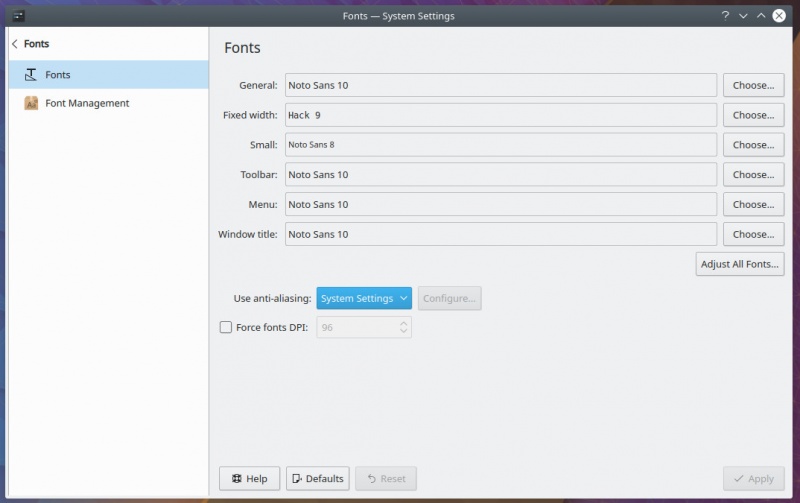 Fonts — System Settings
Fonts
Fonts
Font Management
Fonts
General: Noto Sans 10 Choose...
Fixed width: Hack 9 Choose...
Small: Noto Sans 8 Choose...
Toolbar: Noto Sans 10 Choose...
Menu: Noto Sans 10 Choose...
Window title: Noto Sans 10 Choose...
Adjust All Fonts...
Use anti-aliasing: System Settings Configure...
Force fonts DPI: 96
Help Defaults Reset Apply